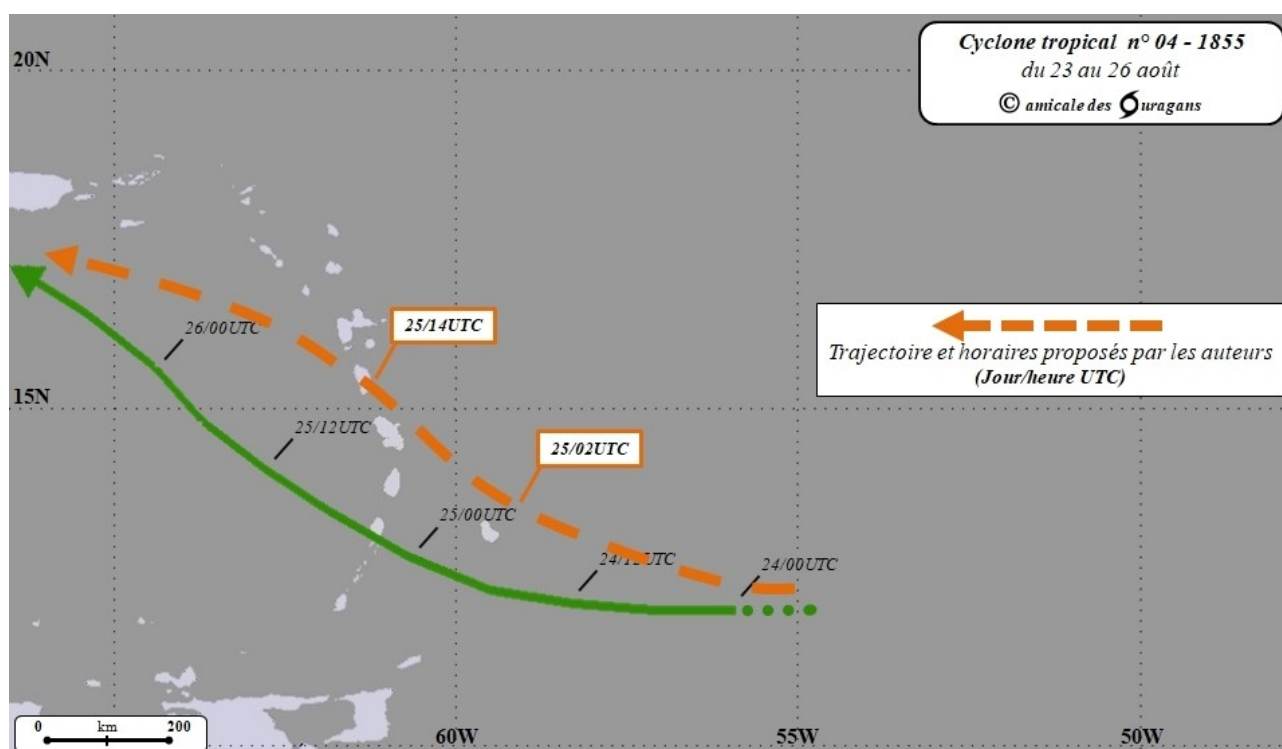 Cyclone tropical n° 04 - 1855
du 23 au 26 août
© amicale des Ouragans
20N
25/14UTC
26/00UTC
Trajectoire et horaires proposés par les auteurs
(Jour/heure UTC)
15N
25/12UTC
25/02UTC
25/00UTC
24/12UTC
24/00UTC
0 km 200
60W
55W
50W